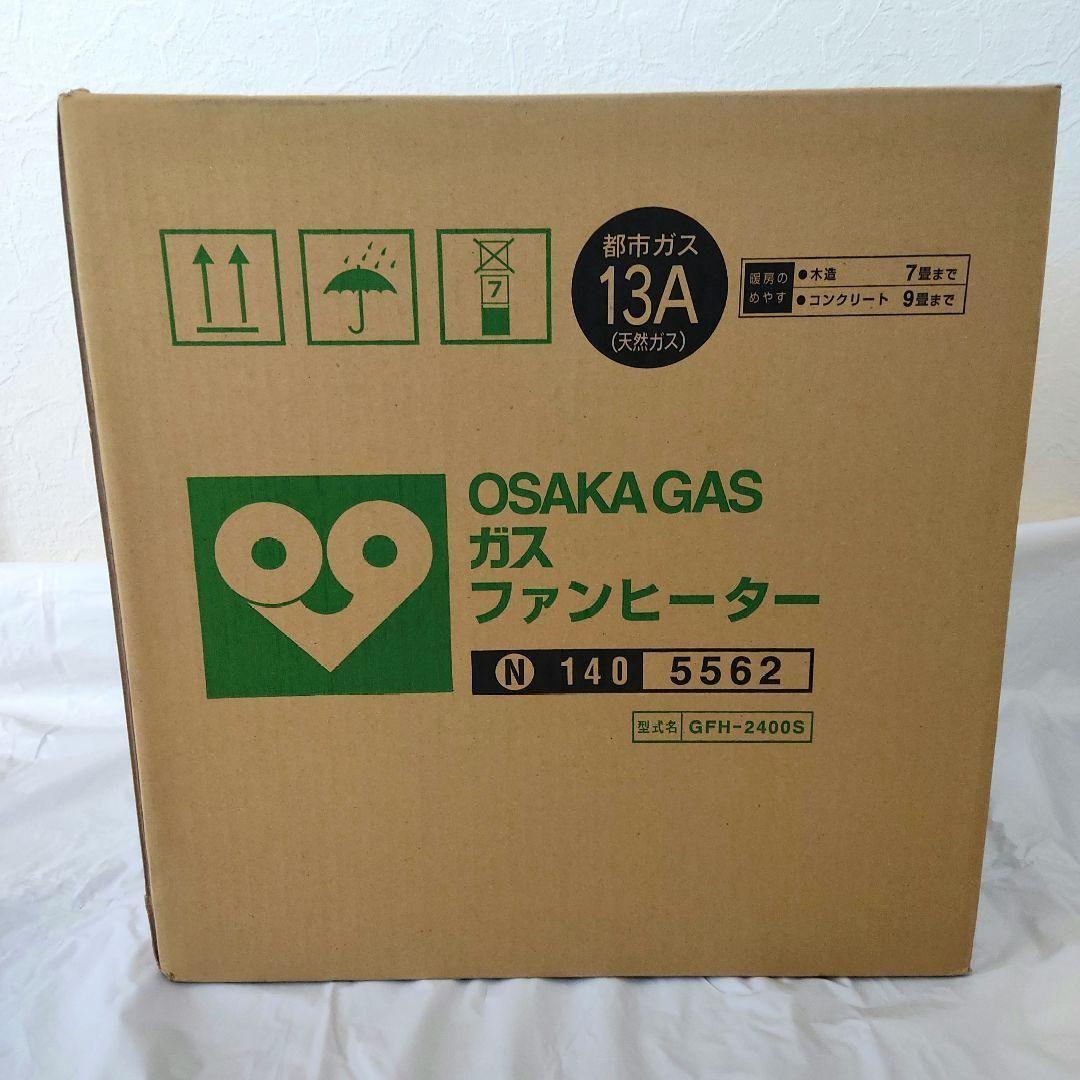 7
都市ガス
13A
(天然ガス)
暖房の
めやす
●木造 7畳まで
●コンクリート 9畳まで
OSAKA GAS
ガス
ファンヒーター
N 140 5562
型式名 GFH-2400S